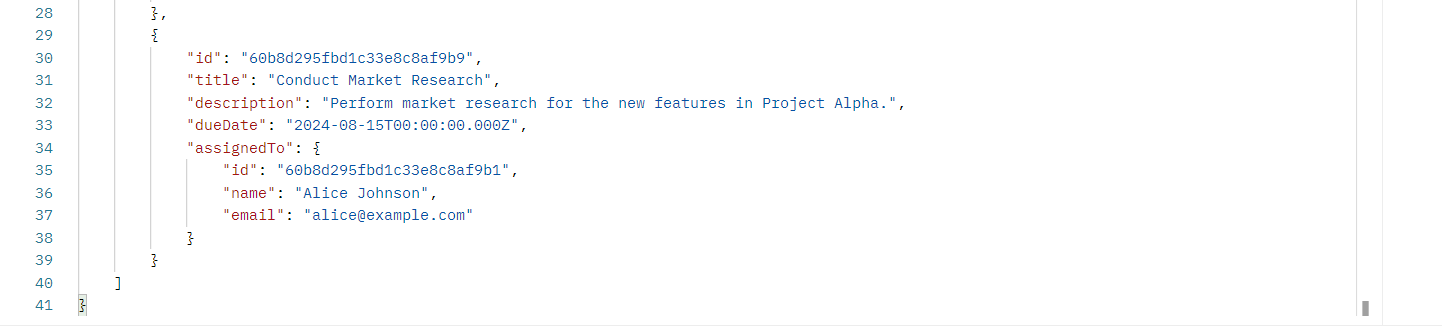 28 },
29 {
30 "id": "60b8d295fbd1c33e8c8af9b9",
31 "title": "Conduct Market Research",
32 "description": "Perform market research for the new features in Project Alpha.",
33 "dueDate": "2024-08-15T00:00:00.000Z",
34 "assignedTo": {
35 "id": "60b8d295fbd1c33e8c8af9b1",
36 "name": "Alice Johnson",
37 "email": "alice@example.com"
38 }
39 }
40 ]
41 }